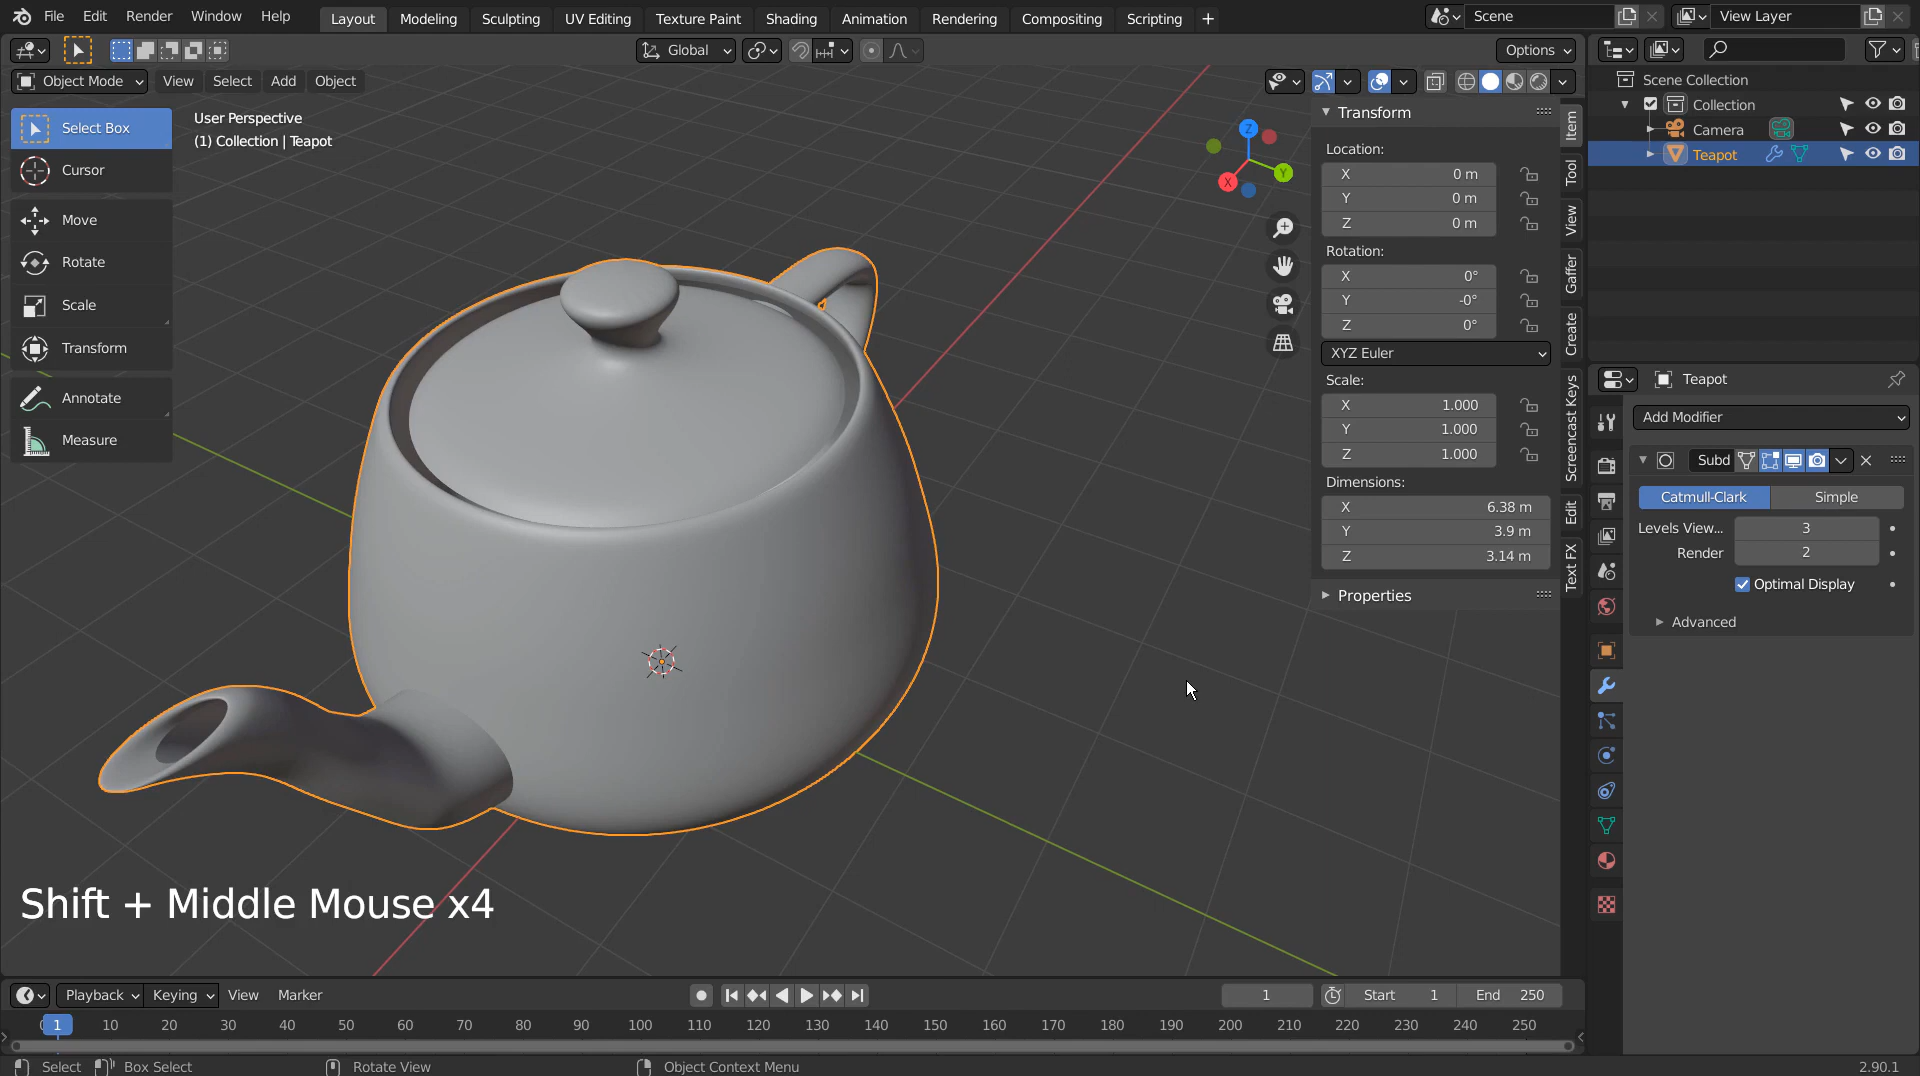 File Edit Render Window Help Layout Modeling Sculpting UV Editing Texture Paint Shading Animation Rendering Compositing Scripting + Scene View Layer
Global Options
Object Mode View Select Add Object
Select Box
Cursor
Move
Rotate
Scale
Transform
Annotate
Measure
User Perspective
(1) Collection | Teapot
Z
Y
X
Transform
Location:
X 0 m
Y 0 m
Z 0 m
Rotation:
X 0°
Y -0°
Z 0°
XYZ Euler
Scale:
X 1.000
Y 1.000
Z 1.000
Dimensions:
X 6.38 m
Y 3.9 m
Z 3.14 m
Properties
Item
Tool
View
Gaffer
Create
Screencast Keys
Edit
Text FX
Scene Collection
Collection
Camera
Teapot
Teapot
Add Modifier
Subd
Catmull-Clark Simple
Levels View... 3
Render 2
Optimal Display
Advanced
Shift + Middle Mouse x4
Playback Keying View Marker 1 Start 1 End 250
1 10 20 30 40 50 60 70 80 90 100 110 120 130 140 150 160 170 180 190 200 210 220 230 240 250
Select Box Select Rotate View Object Context Menu 2.90.1